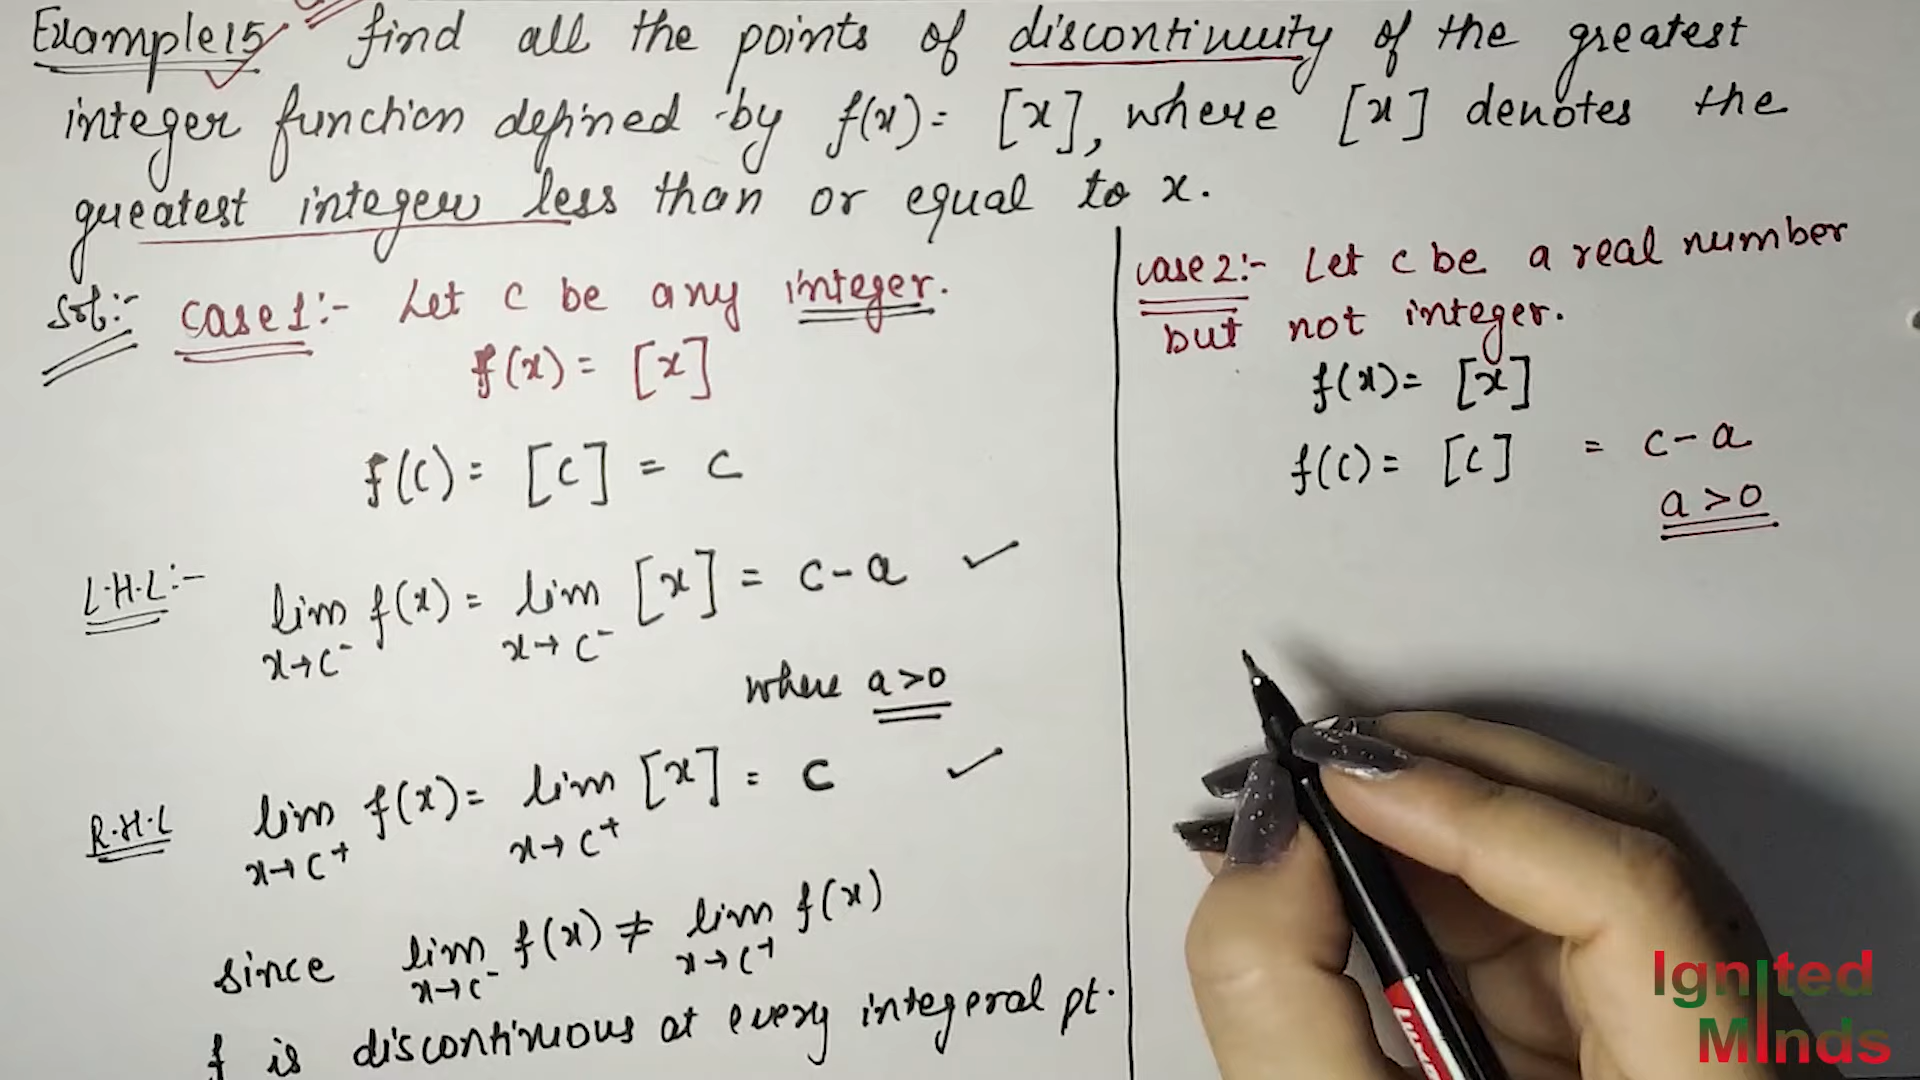 Example 15 find all the points of discontinuity of the greatest
integer function defined by f(x) = [x], where [x] denotes the
greatest integer less than or equal to x.
Sol:- case 1:- Let c be any integer.
f(x) = [x]
f(c) = [c] = c
L.H.L:- lim f(x) = lim [x] = c - a ✓
x→c⁻ x→c⁻
where a>0
R.H.L lim f(x) = lim [x] = c ✓
x→c⁺ x→c⁺
since lim f(x) ≠ lim f(x)
x→c⁻ x→c⁺
f is discontinuous at every integeral pt.
case 2:- Let c be a real number
but not integer.
f(x) = [x]
f(c) = [c] = c - a
a>0
Ignited
Minds